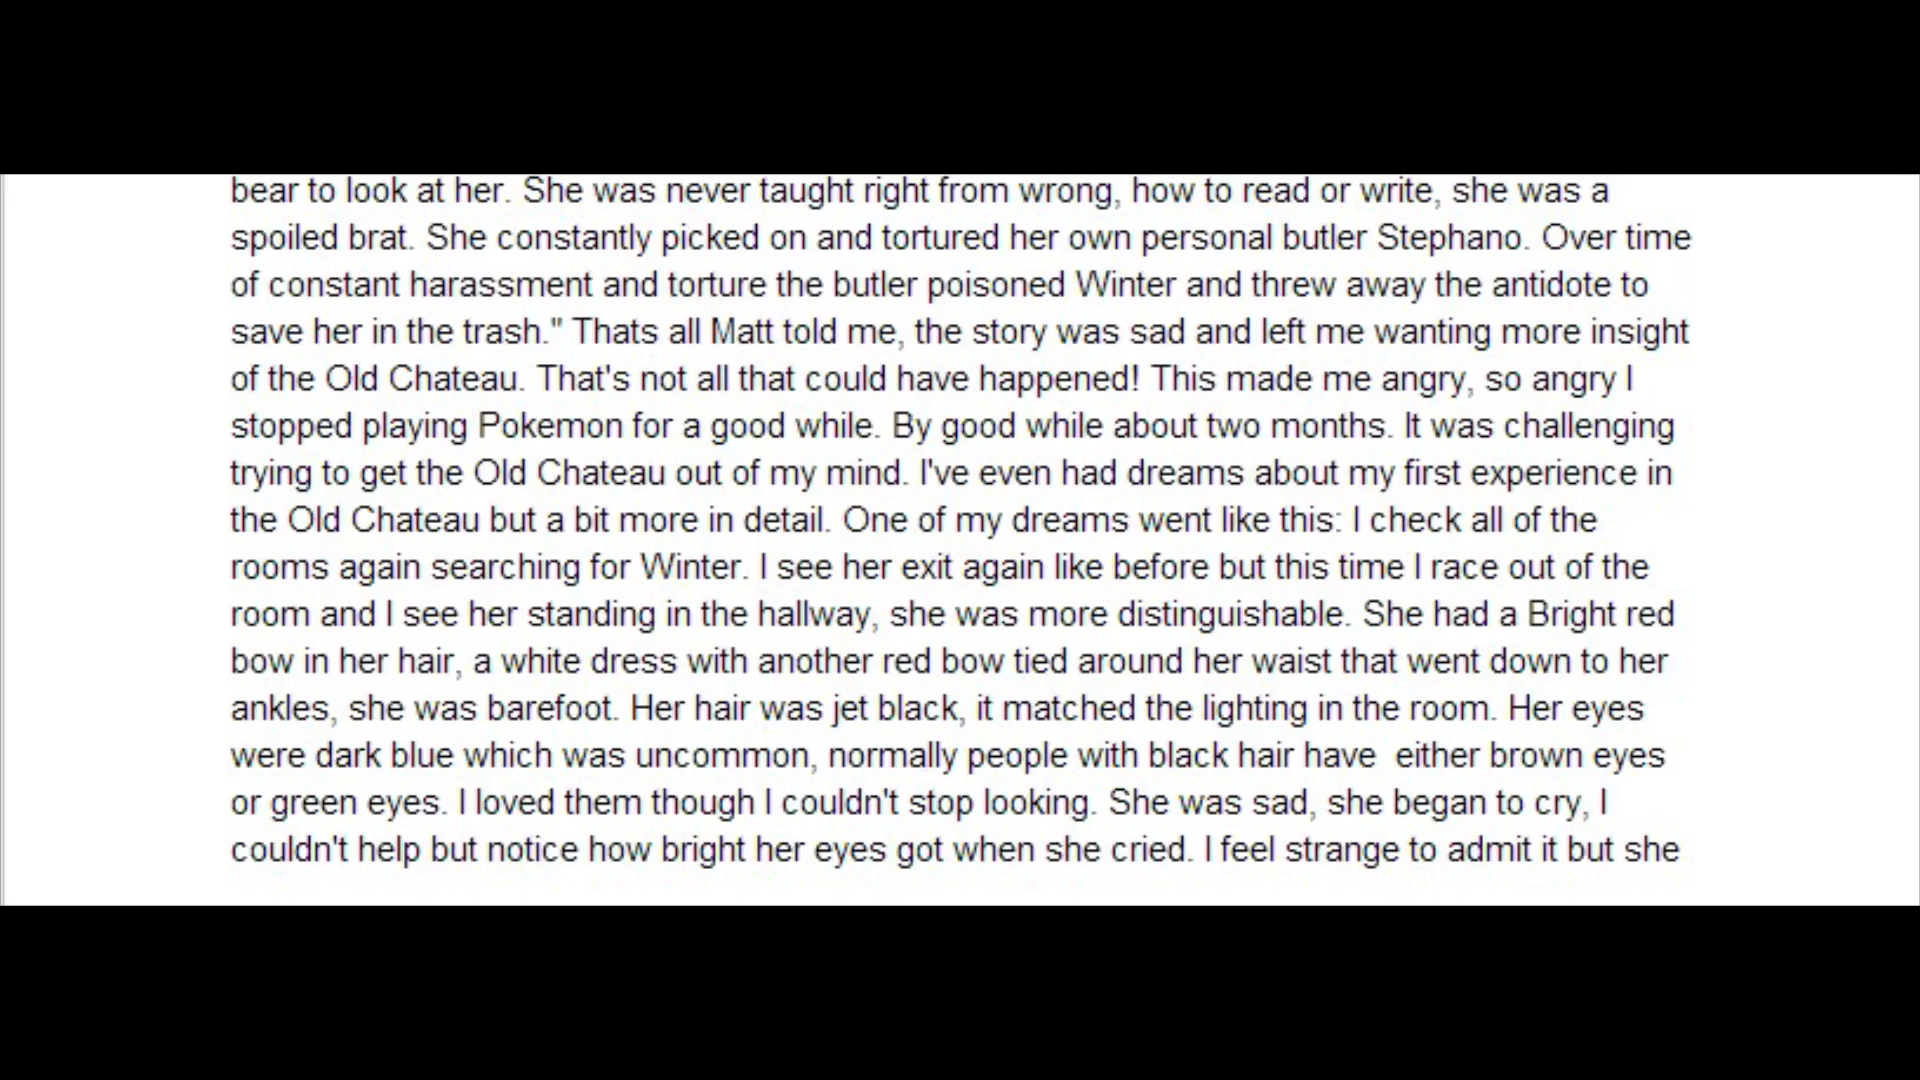 bear to look at her. She was never taught right from wrong, how to read or write, she was a
spoiled brat. She constantly picked on and tortured her own personal butler Stephano. Over time
of constant harassment and torture the butler poisoned Winter and threw away the antidote to
save her in the trash." Thats all Matt told me, the story was sad and left me wanting more insight
of the Old Chateau. That's not all that could have happened! This made me angry, so angry I
stopped playing Pokemon for a good while. By good while about two months. It was challenging
trying to get the Old Chateau out of my mind. I've even had dreams about my first experience in
the Old Chateau but a bit more in detail. One of my dreams went like this: I check all of the
rooms again searching for Winter. I see her exit again like before but this time I race out of the
room and I see her standing in the hallway, she was more distinguishable. She had a Bright red
bow in her hair, a white dress with another red bow tied around her waist that went down to her
ankles, she was barefoot. Her hair was jet black, it matched the lighting in the room. Her eyes
were dark blue which was uncommon, normally people with black hair have  either brown eyes
or green eyes. I loved them though I couldn't stop looking. She was sad, she began to cry, I
couldn't help but notice how bright her eyes got when she cried. I feel strange to admit it but she